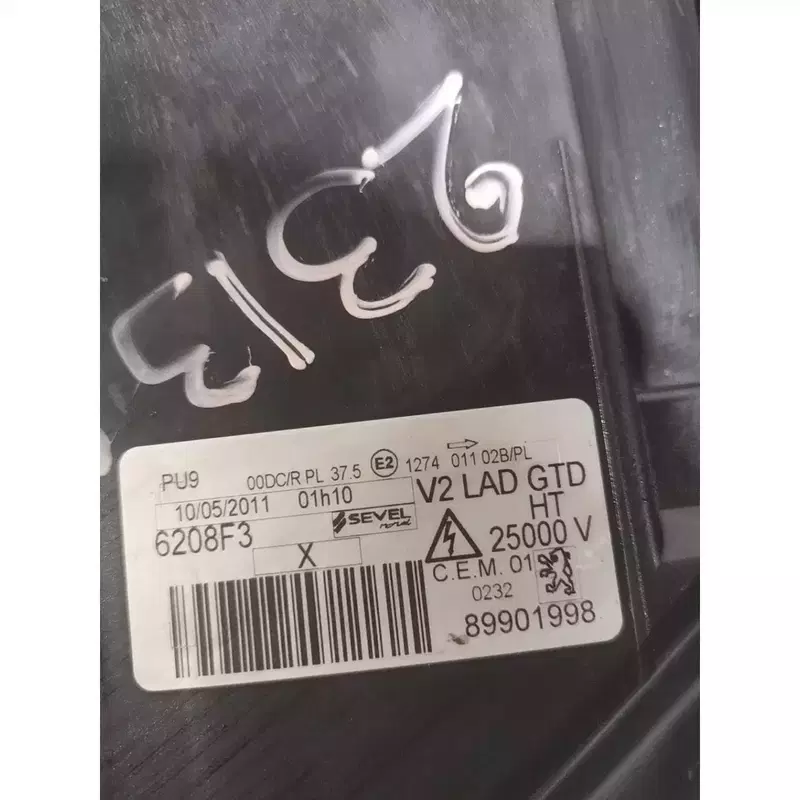 PU9 00DC/R PL 37.5 E2 1274 011 02B/PL
10/05/2011 01h10 V2 LAD GTD
6208F3 SEVEL nord HT
X 25000 V
C.E.M. 01
0232
89901998